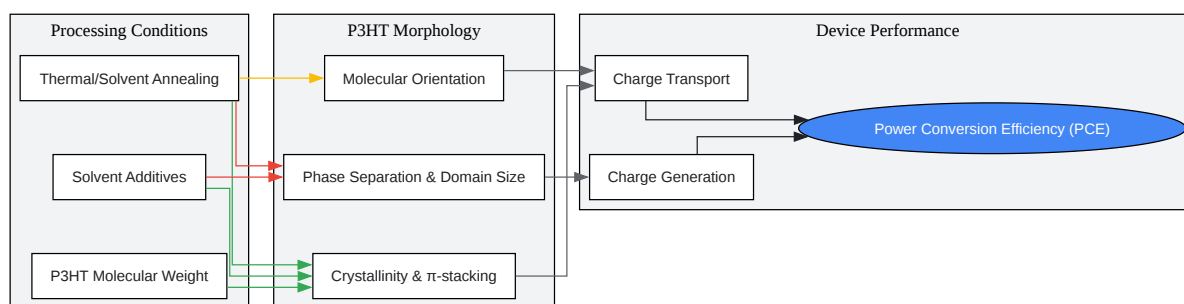 Processing Conditions
P3HT Morphology
Device Performance
Thermal/Solvent Annealing
Molecular Orientation
Charge Transport
Power Conversion Efficiency (PCE)
Solvent Additives
Phase Separation & Domain Size
Charge Generation
P3HT Molecular Weight
Crystallinity & π-stacking